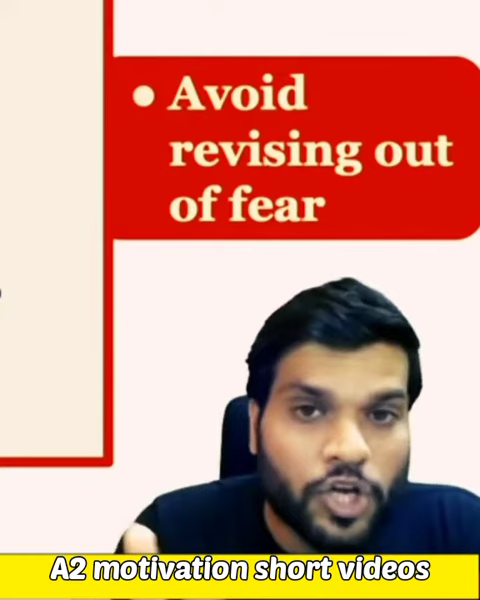 • Avoid
revising out
of fear
A2 motivation short videos